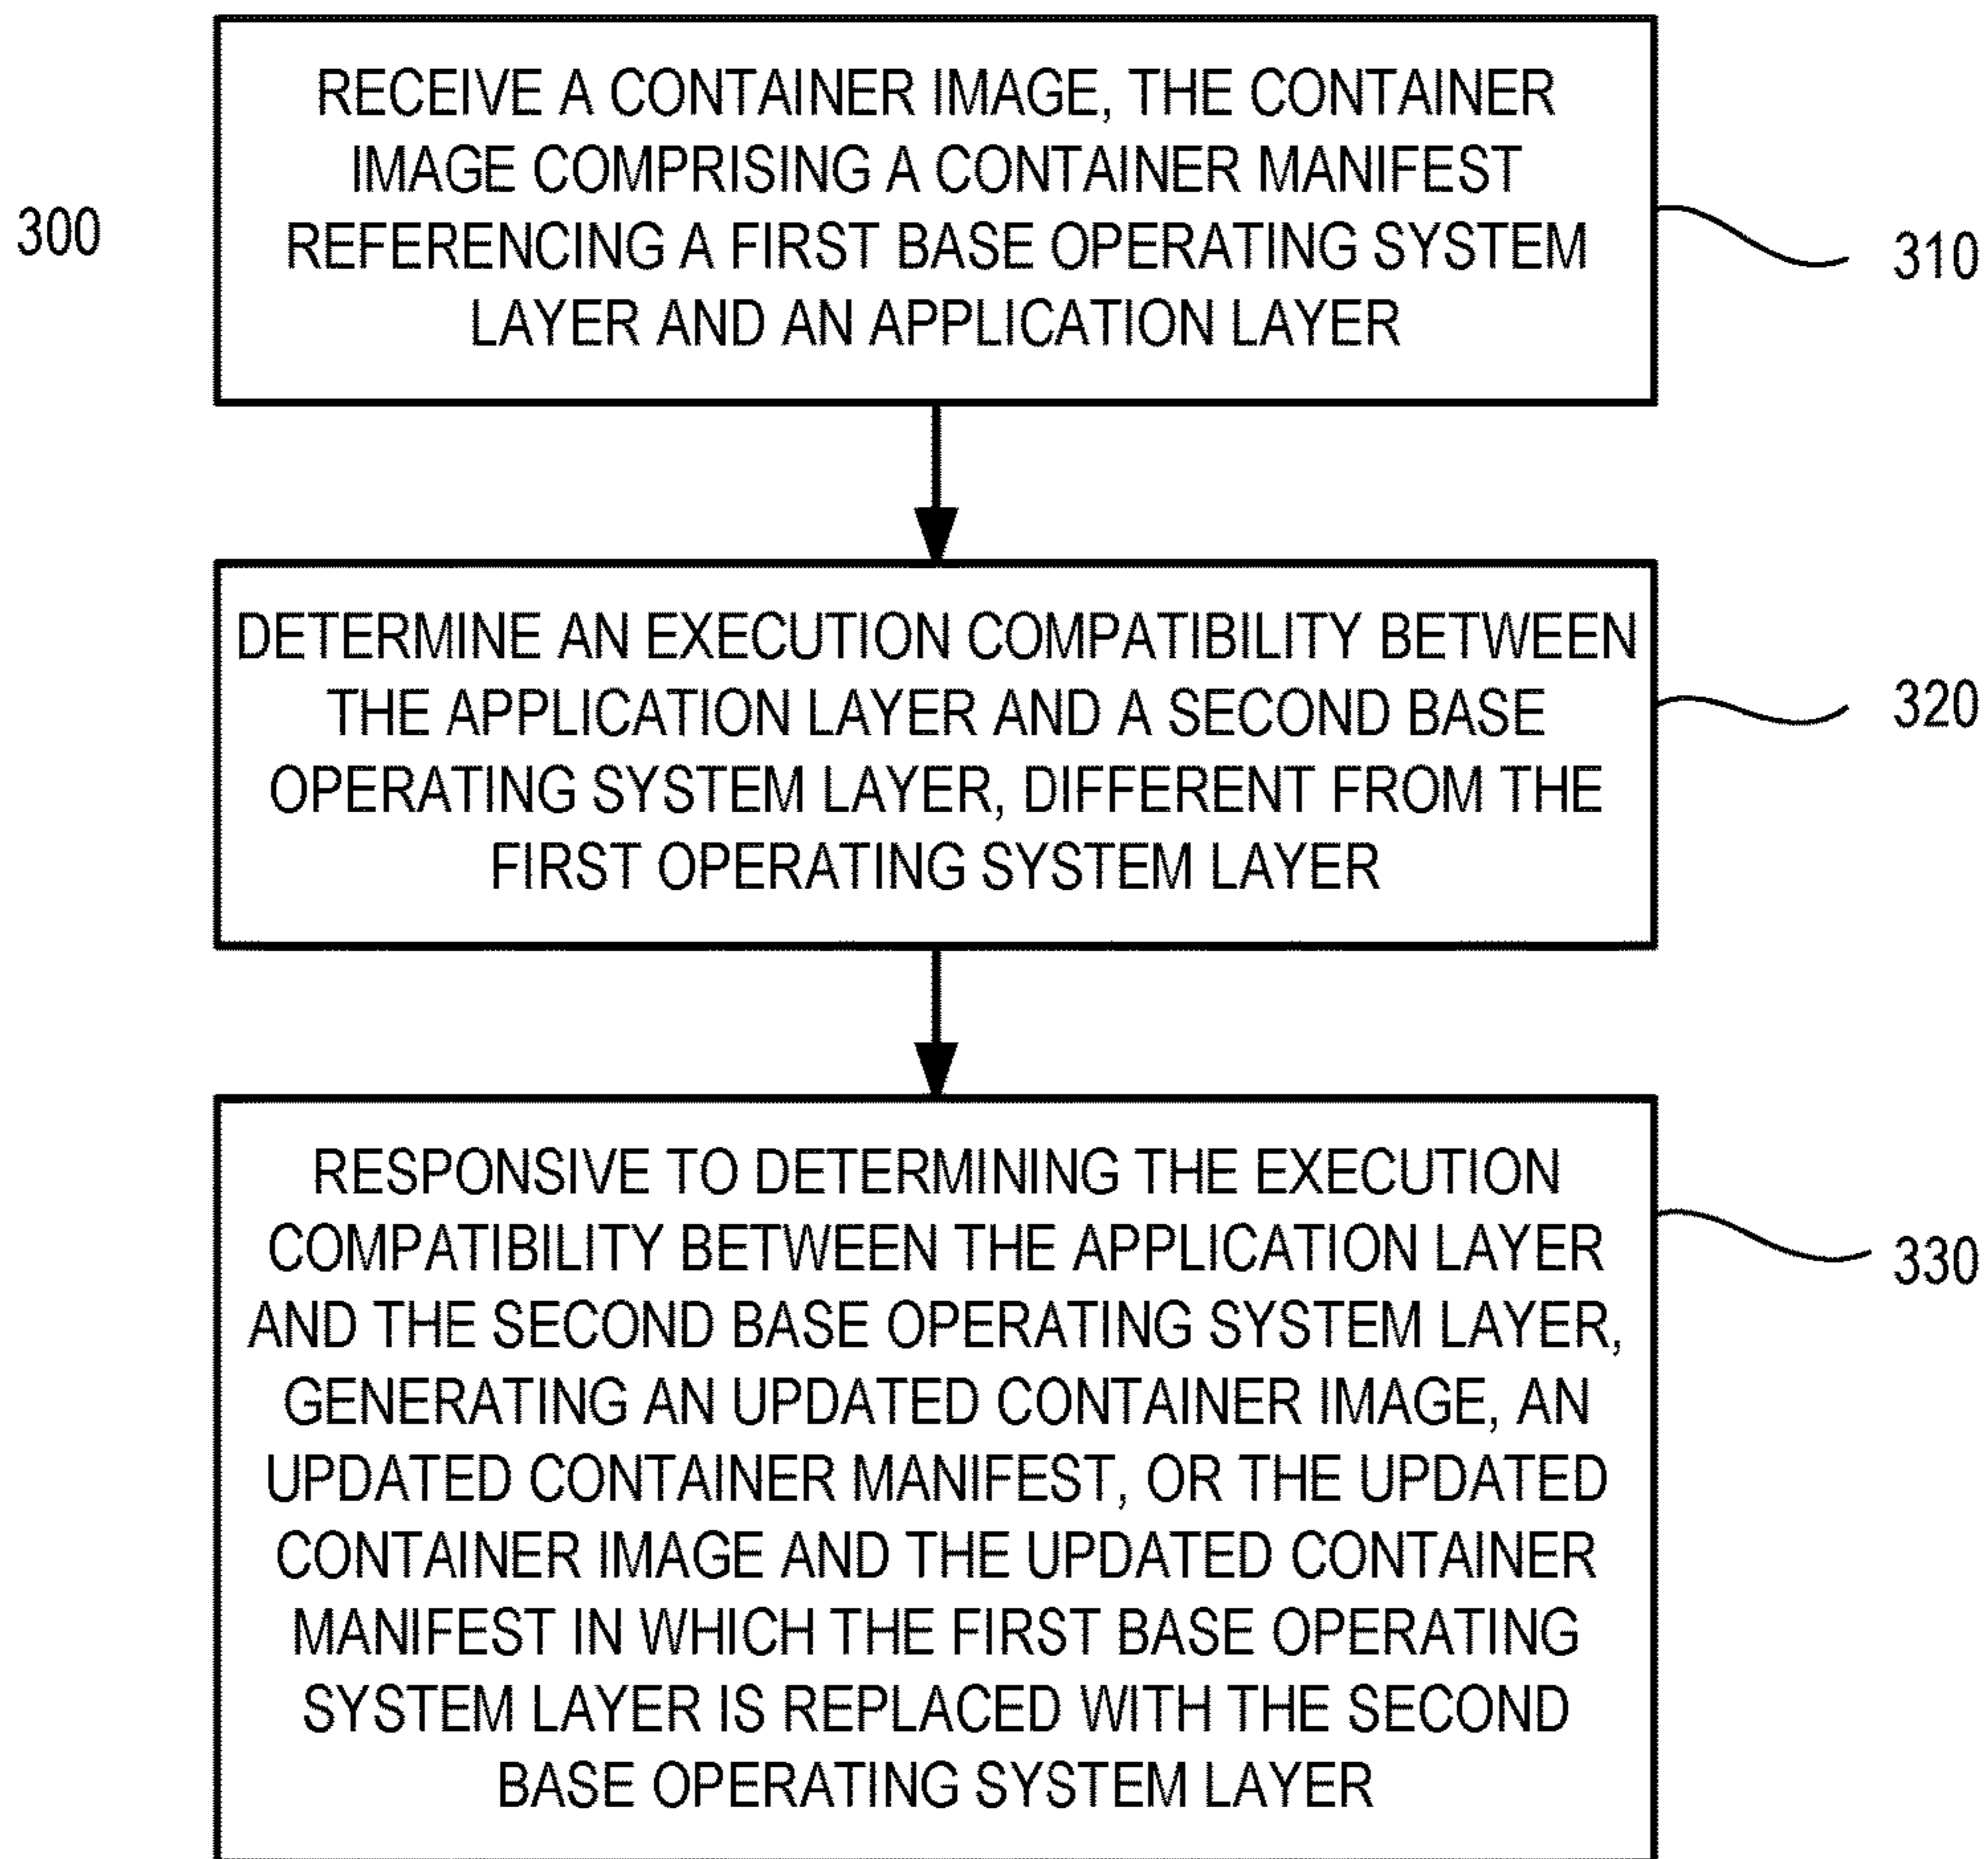 300
RECEIVE A CONTAINER IMAGE, THE CONTAINER
IMAGE COMPRISING A CONTAINER MANIFEST
REFERENCING A FIRST BASE OPERATING SYSTEM
LAYER AND AN APPLICATION LAYER
310
DETERMINE AN EXECUTION COMPATIBILITY BETWEEN
THE APPLICATION LAYER AND A SECOND BASE
OPERATING SYSTEM LAYER, DIFFERENT FROM THE
FIRST OPERATING SYSTEM LAYER
320
RESPONSIVE TO DETERMINING THE EXECUTION
COMPATIBILITY BETWEEN THE APPLICATION LAYER
AND THE SECOND BASE OPERATING SYSTEM LAYER,
GENERATING AN UPDATED CONTAINER IMAGE, AN
UPDATED CONTAINER MANIFEST, OR THE UPDATED
CONTAINER IMAGE AND THE UPDATED CONTAINER
MANIFEST IN WHICH THE FIRST BASE OPERATING
SYSTEM LAYER IS REPLACED WITH THE SECOND
BASE OPERATING SYSTEM LAYER
330